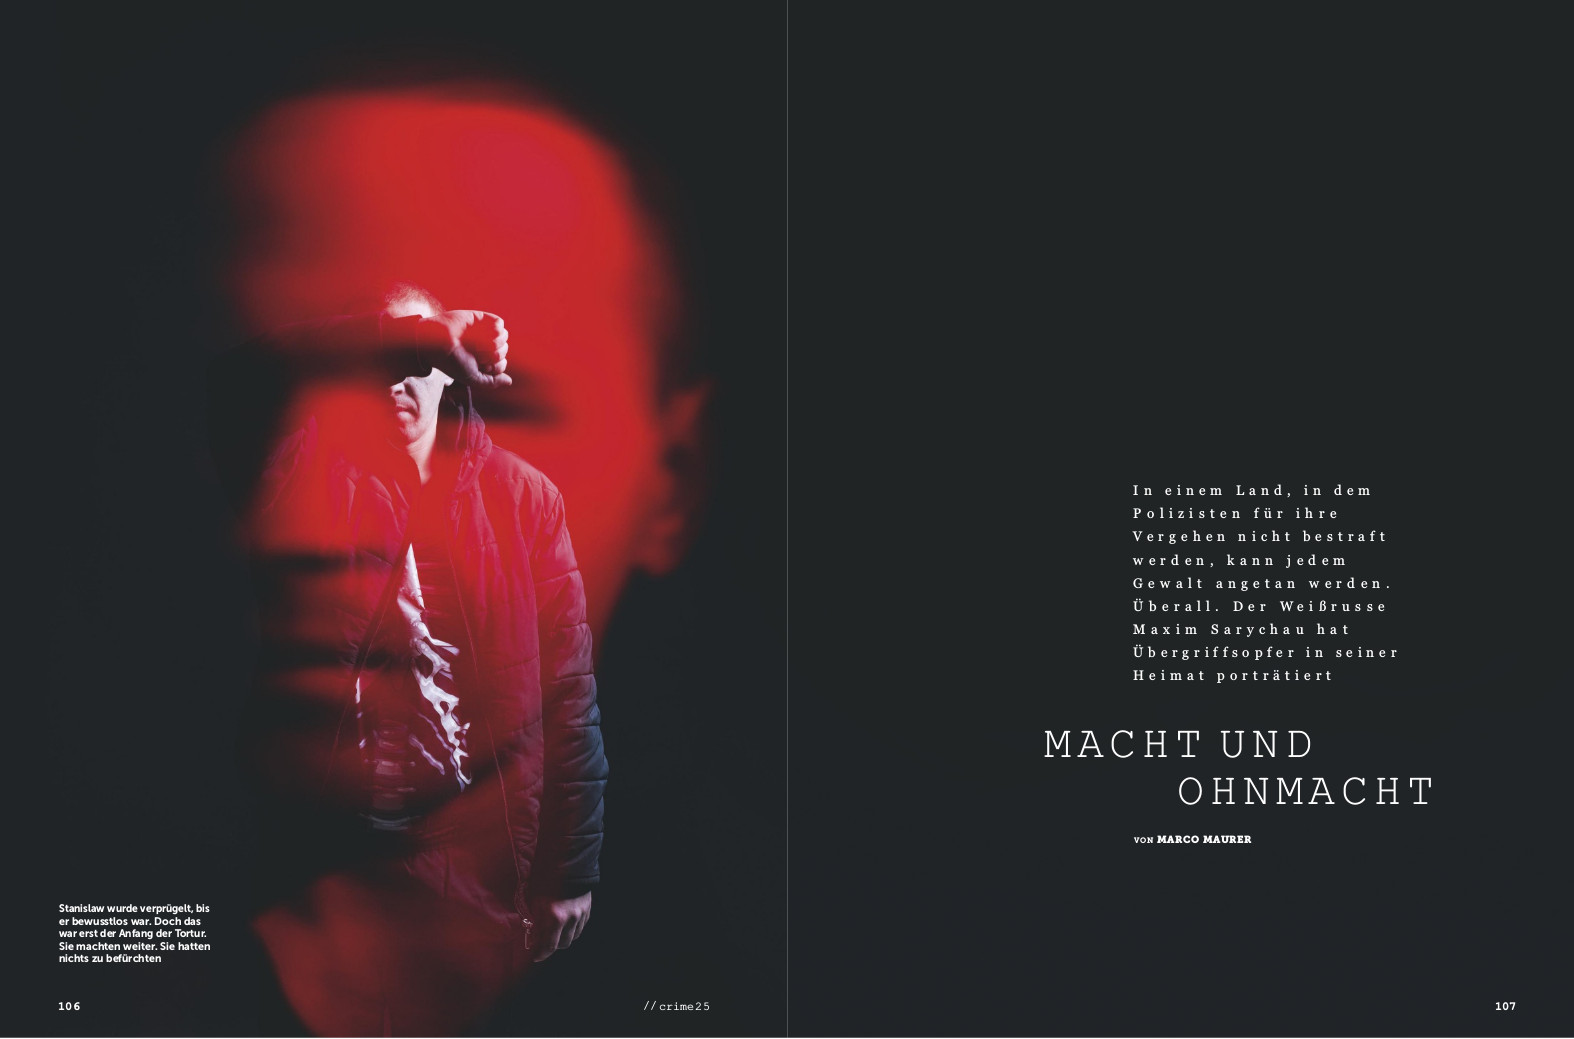 Stanislaw wurde verprügelt, bis
er bewusstlos war. Doch das
war erst der Anfang der Tortur.
Sie machten weiter. Sie hatten
nichts zu befürchten
106
//crime25
In einem Land, in dem
Polizisten für ihre
Vergehen nicht bestraft
werden, kann jedem
Gewalt angetan werden.
Überall. Der Weißrusse
Maxim Sarychau hat
Übergriffsopfer in seiner
Heimat porträtiert
MACHT UND
OHNMACHT
VON MARCO MAURER
107